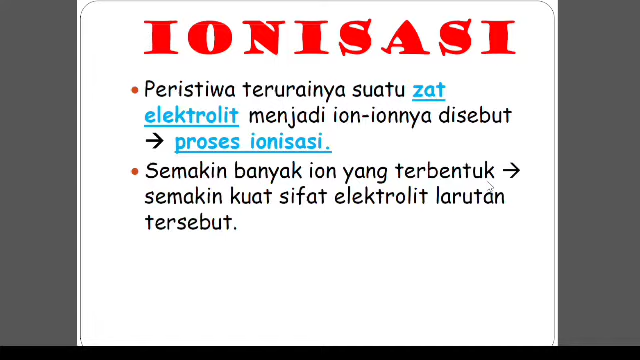 IONISASI
• Peristiwa terurainya suatu zat
elektrolit menjadi ion-ionnya disebut
→ proses ionisasi.
• Semakin banyak ion yang terbentuk →
semakin kuat sifat elektrolit larutan
tersebut.